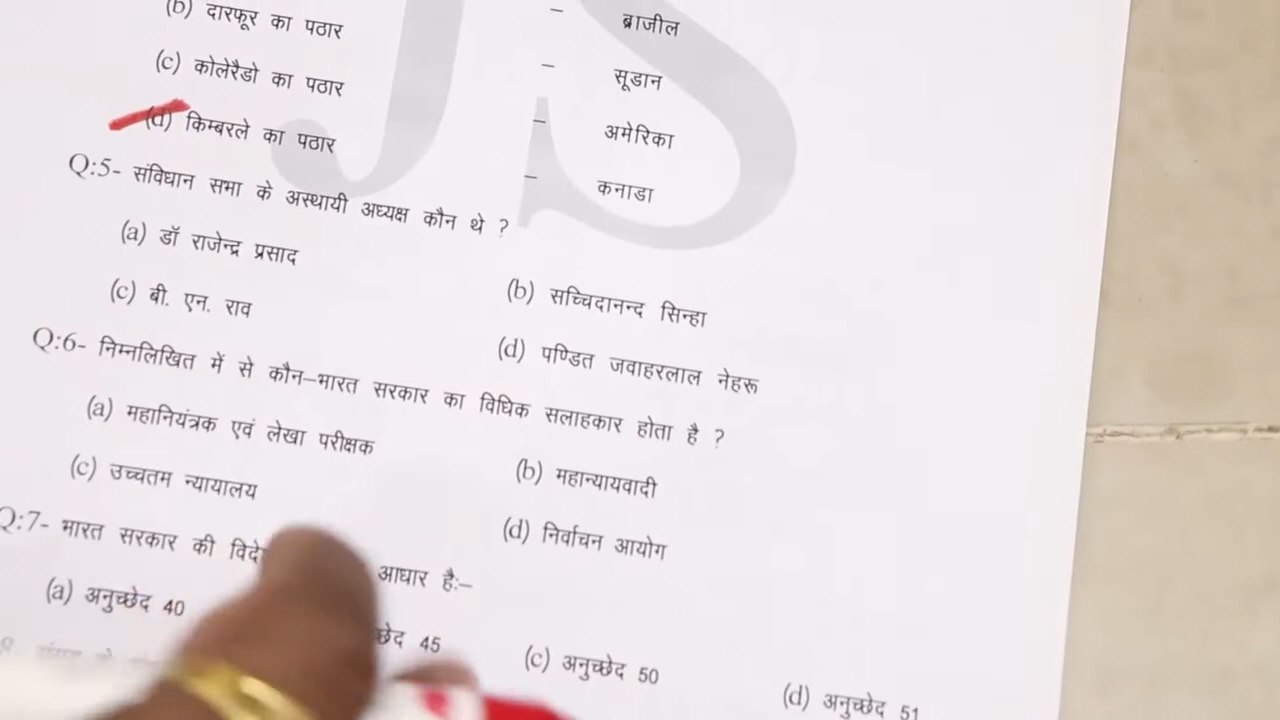 (b) दारफूर का पठार – ब्राजील
(c) कोलेरैडो का पठार – सूडान
(d) किम्बरले का पठार – अमेरिका
– कनाडा
Q:5- संविधान सभा के अस्थायी अध्यक्ष कौन थे ?
(a) डॉ राजेन्द्र प्रसाद (b) सच्चिदानन्द सिन्हा
(c) बी. एन. राव (d) पण्डित जवाहरलाल नेहरू
Q:6- निम्नलिखित में से कौन–भारत सरकार का विधिक सलाहकार होता है ?
(a) महानियंत्रक एवं लेखा परीक्षक (b) महान्यायवादी
(c) उच्चतम न्यायालय (d) निर्वाचन आयोग
Q:7- भारत सरकार की आधार है:–
(a) अनुच्छेद 40 45 (c) अनुच्छेद 50 (d) अनुच्छेद 51
JS